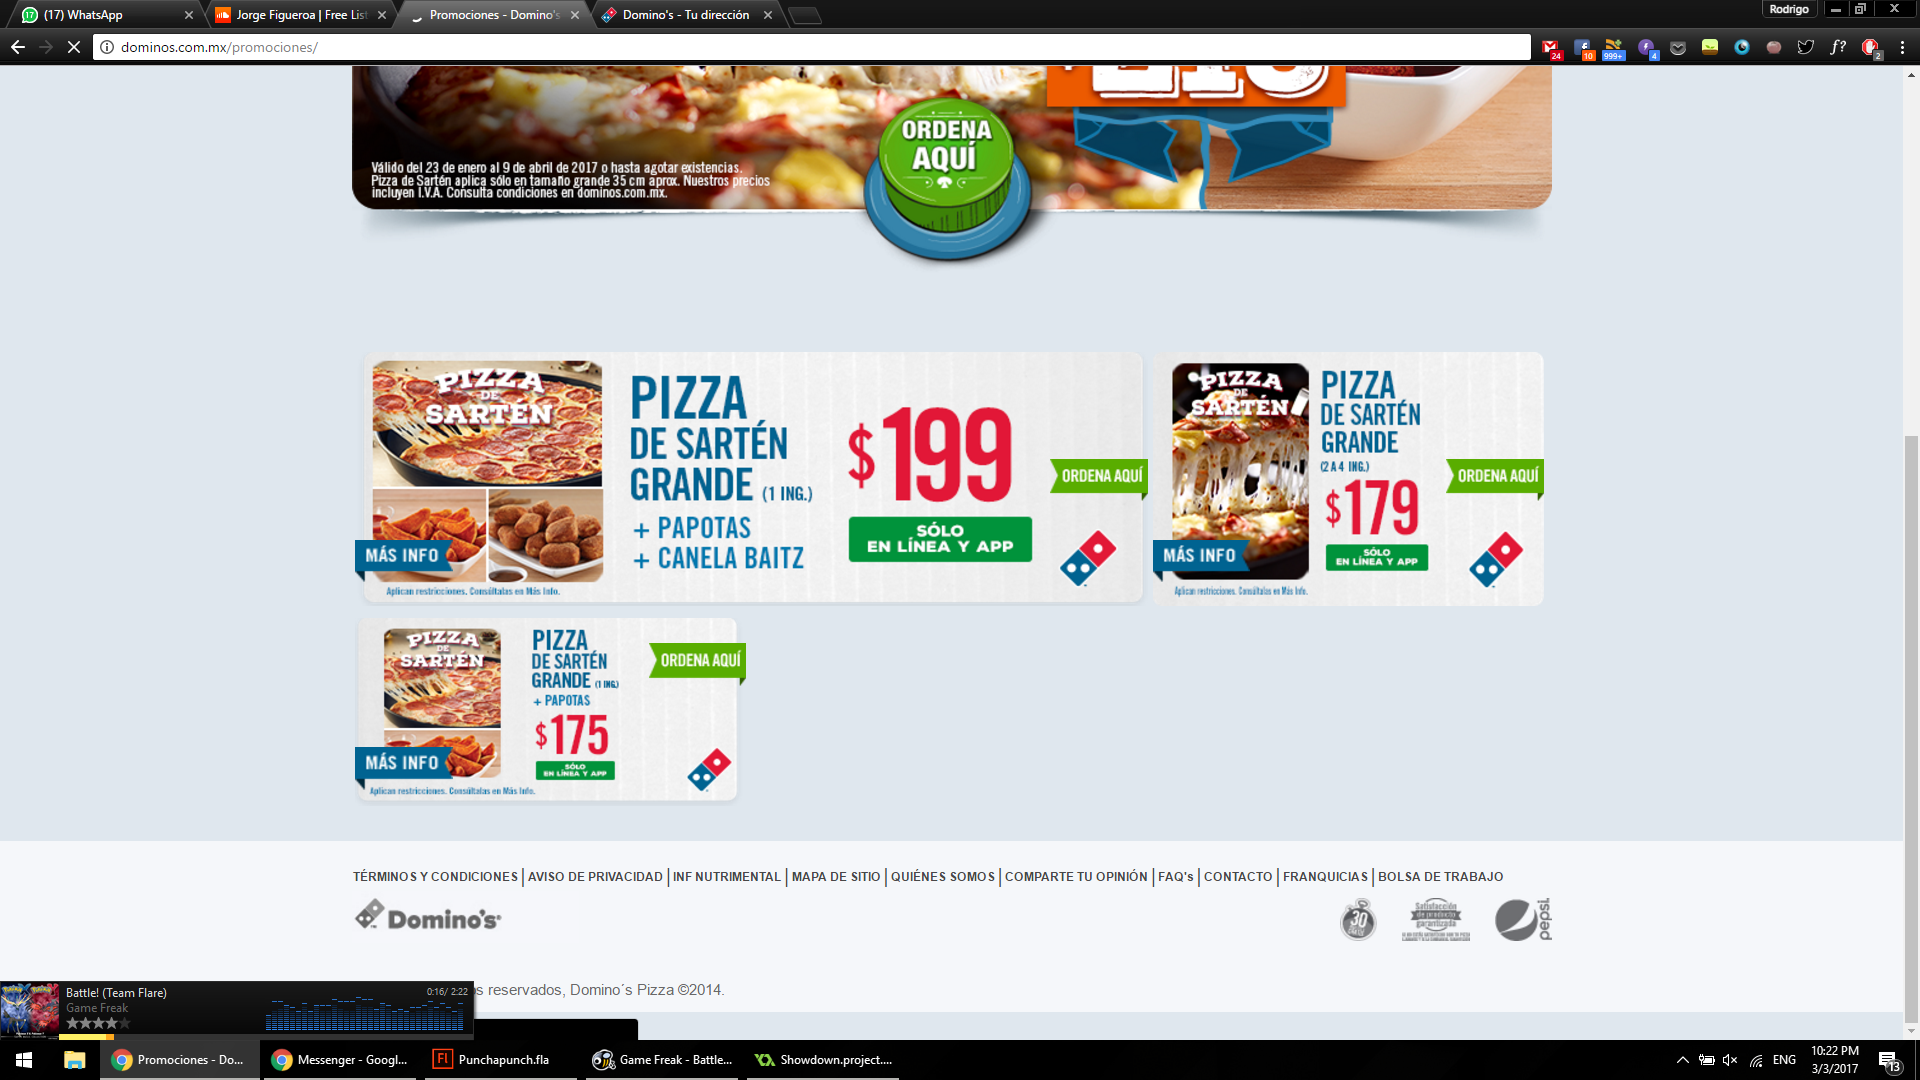 (17) WhatsApp
Jorge Figueroa | Free List
Promociones - Domino's
Domino's - Tu dirección
Rodrigo
dominos.com.mx/promociones/
24
10
999+
4
f?
2
ORDENA
AQUÍ
Válido del 23 de enero al 9 de abril de 2017 o hasta agotar existencias.
Pizza de Sartén aplica sólo en tamaño grande 35 cm aprox. Nuestros precios
incluyen I.V.A. Consulta condiciones en dominos.com.mx.
PIZZA
DE
SARTÉN
PIZZA
DE SARTÉN
GRANDE (1 ING.)
+ PAPOTAS
+ CANELA BAITZ
$199
SÓLO
EN LÍNEA Y APP
ORDENA AQUÍ
MÁS INFO
Aplican restricciones. Consúltalas en Más Info.
PIZZA
DE
SARTÉN
PIZZA
DE SARTÉN
GRANDE
(2 A 4 ING.)
$179
SÓLO
EN LÍNEA Y APP
ORDENA AQUÍ
MÁS INFO
Aplican restricciones. Consúltalas en Más Info.
PIZZA
DE
SARTÉN
PIZZA
DE SARTÉN
GRANDE (1 ING.)
+ PAPOTAS
$175
SÓLO
EN LÍNEA Y APP
ORDENA AQUÍ
MÁS INFO
Aplican restricciones. Consúltalas en Más Info.
TÉRMINOS Y CONDICIONES | AVISO DE PRIVACIDAD | INF NUTRIMENTAL | MAPA DE SITIO | QUIÉNES SOMOS | COMPARTE TU OPINIÓN | FAQ's | CONTACTO | FRANQUICIAS | BOLSA DE TRABAJO
Domino's
30
Satisfacción
de producto
garantizada
pepsi
s reservados, Domino´s Pizza ©2014.
Battle! (Team Flare)
0:16/ 2:22
Game Freak
Promociones - Do...
Messenger - Googl...
Punchapunch.fla
Game Freak - Battle...
Showdown.project....
ENG
10:22 PM
3/3/2017
13